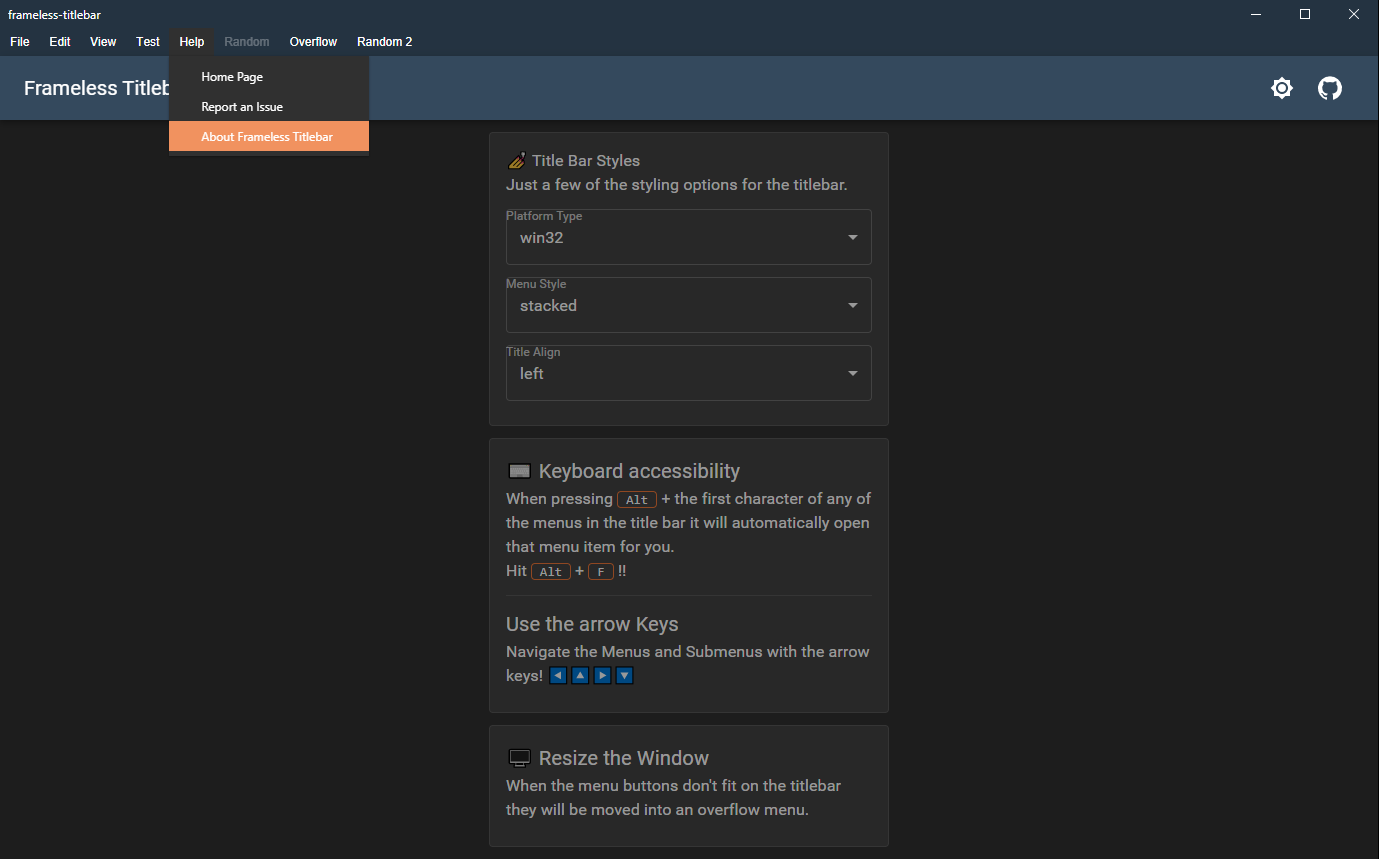 frameless-titlebar
File Edit View Test Help Random Overflow Random 2
Frameless Titleb
Home Page
Report an Issue
About Frameless Titlebar
Title Bar Styles
Just a few of the styling options for the titlebar.
Platform Type
win32
Menu Style
stacked
Title Align
left
Keyboard accessibility
When pressing Alt + the first character of any of
the menus in the title bar it will automatically open
that menu item for you.
Hit Alt + F !!
Use the arrow Keys
Navigate the Menus and Submenus with the arrow
keys!
Resize the Window
When the menu buttons don't fit on the titlebar
they will be moved into an overflow menu.